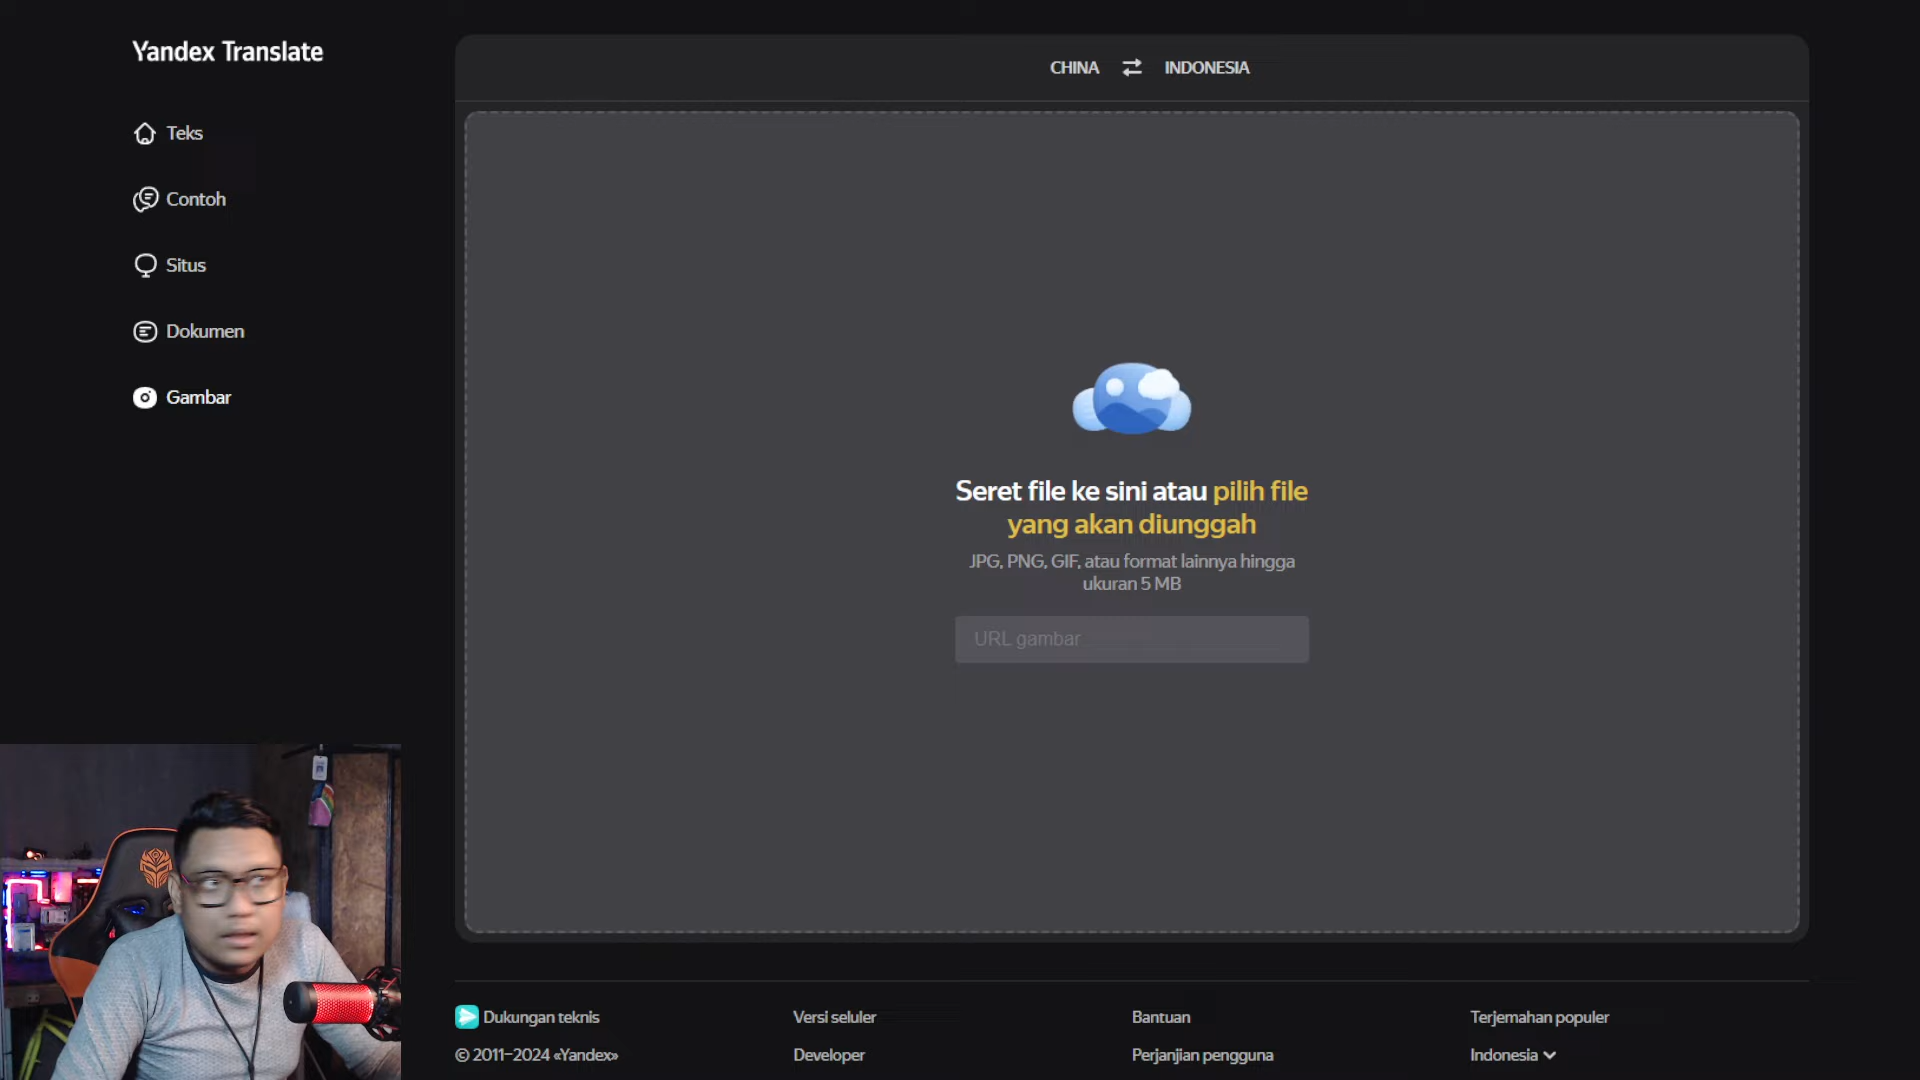 Yandex Translate
CHINA
INDONESIA
Teks
Contoh
Situs
Dokumen
Gambar
Seret file ke sini atau pilih file
yang akan diunggah
JPG, PNG, GIF, atau format lainnya hingga
ukuran 5 MB
URL gambar
Dukungan teknis
Versi seluler
Bantuan
Terjemahan populer
© 2011–2024 «Yandex»
Developer
Perjanjian pengguna
Indonesia